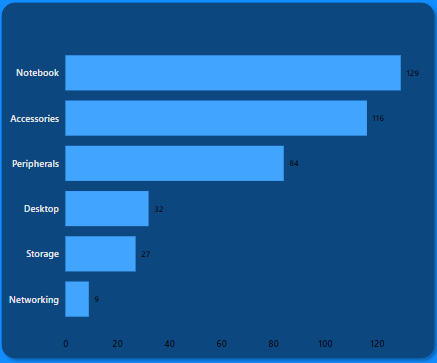 Notebook 129
Accessories 116
Peripherals 84
Desktop 32
Storage 27
Networking 9
0 20 40 60 80 100 120